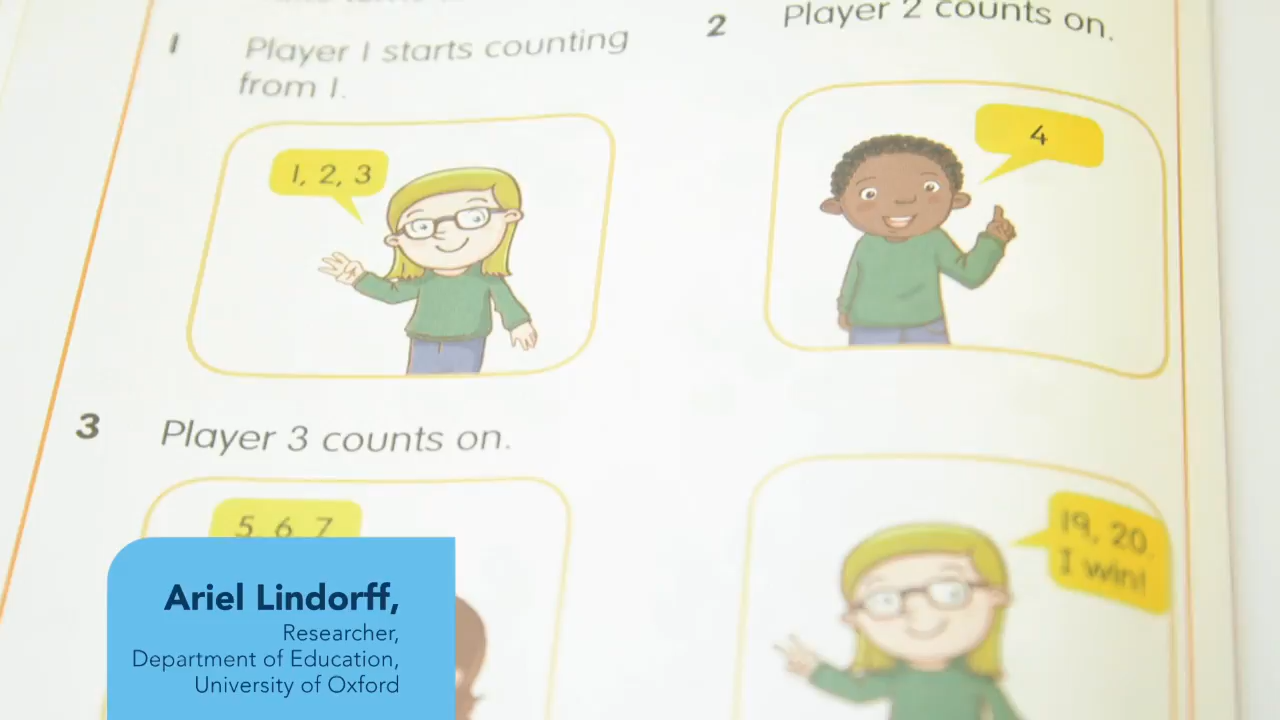 1 Player 1 starts counting
from 1.
1, 2, 3
2 Player 2 counts on.
4
3 Player 3 counts on.
5, 6, 7
19, 20.
I win!
Ariel Lindorff,
Researcher,
Department of Education,
University of Oxford